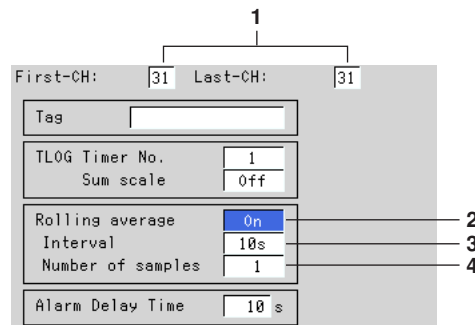 1
First-CH: 31 Last-CH: 31
Tag
TLOG Timer No. 1
Sum scale Off
Rolling average On 2
Interval 10s 3
Number of samples 1 4
Alarm Delay Time 10 s